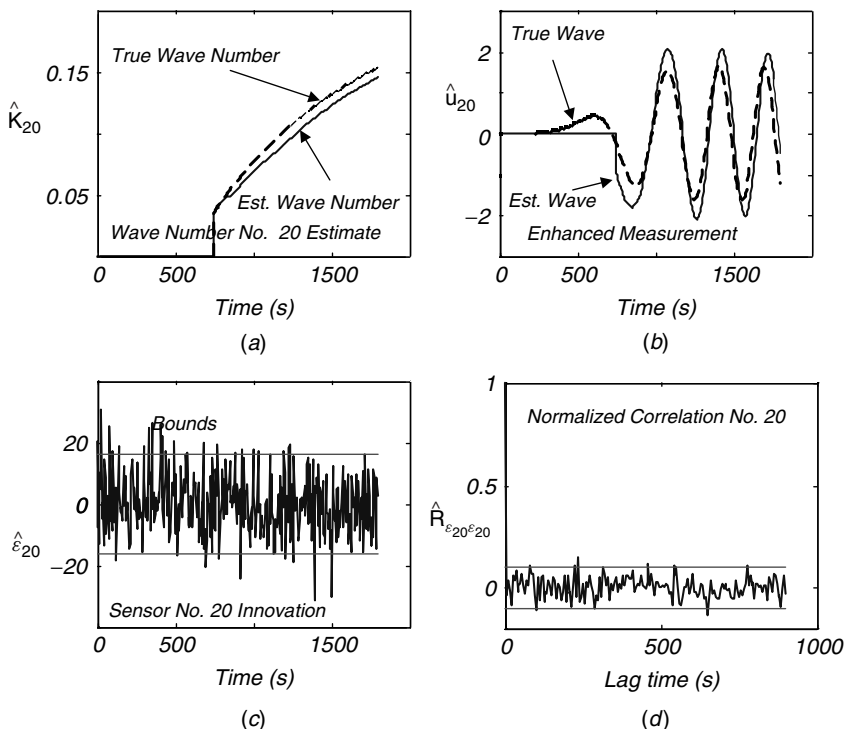 True Wave Number
0.15
K̂20
0.05
Est. Wave Number
Wave Number No. 20 Estimate
0 500 1500
Time (s)
(a)
2
True Wave
û20
0
Est. Wave
−2
Enhanced Measurement
0 500 1500
Time (s)
(b)
0 500 1500
Bounds
20
0
ε̂20
−20
Sensor No. 20 Innovation
0 500 1500
Time (s)
(c)
1
Normalized Correlation No. 20
0.5
R̂ε20ε20
0
0 500 1000
Lag time (s)
(d)